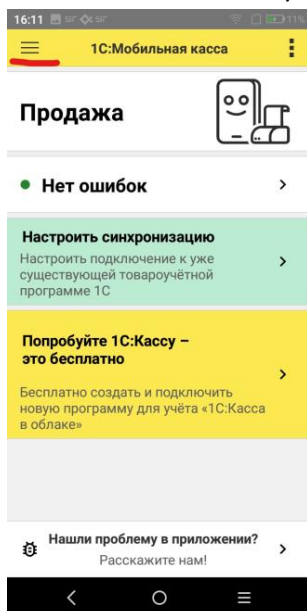 16:11 11%
1С:Мобильная касса
Продажа
Нет ошибок
Настроить синхронизацию
Настроить подключение к уже
существующей товароучётной
программе 1С
Попробуйте 1С:Кассу –
это бесплатно
Бесплатно создать и подключить
новую программу для учёта «1С:Касса
в облаке»
Нашли проблему в приложении?
Расскажите нам!